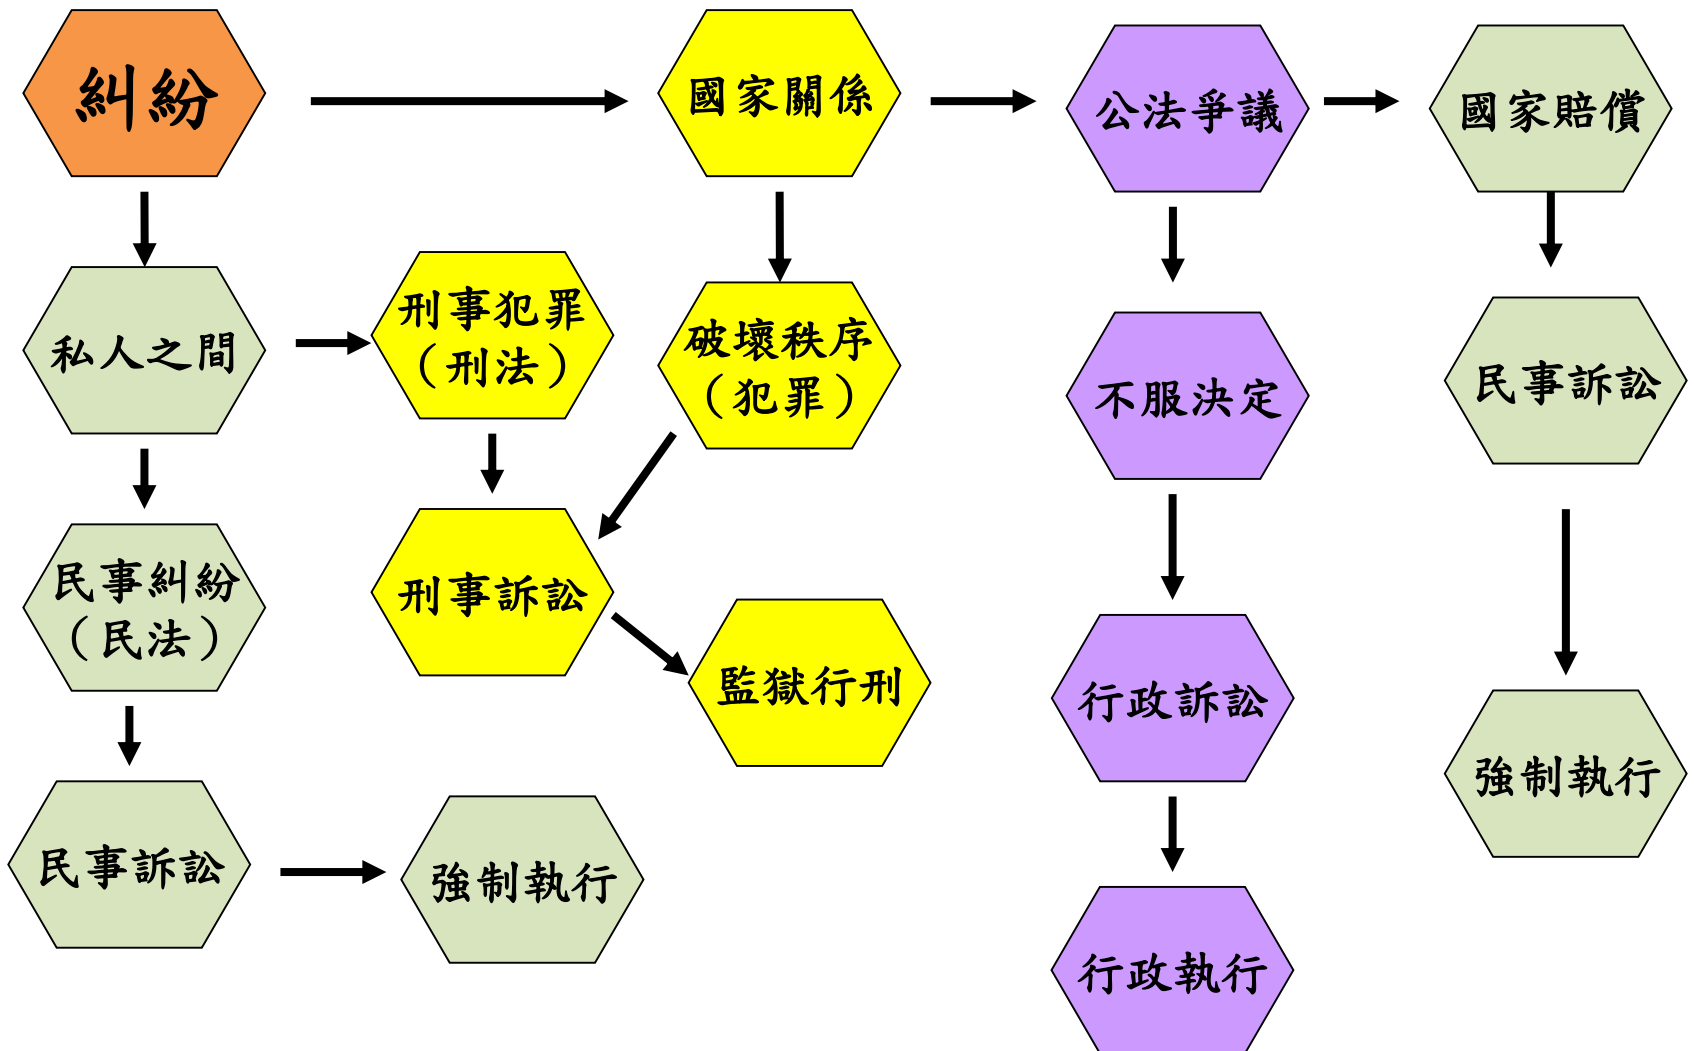 糾紛
國家關係
公法爭議
國家賠償
私人之間
刑事犯罪
（刑法）
破壞秩序
（犯罪）
不服決定
民事訴訟
民事糾紛
（民法）
刑事訴訟
監獄行刑
行政訴訟
強制執行
民事訴訟
強制執行
行政執行